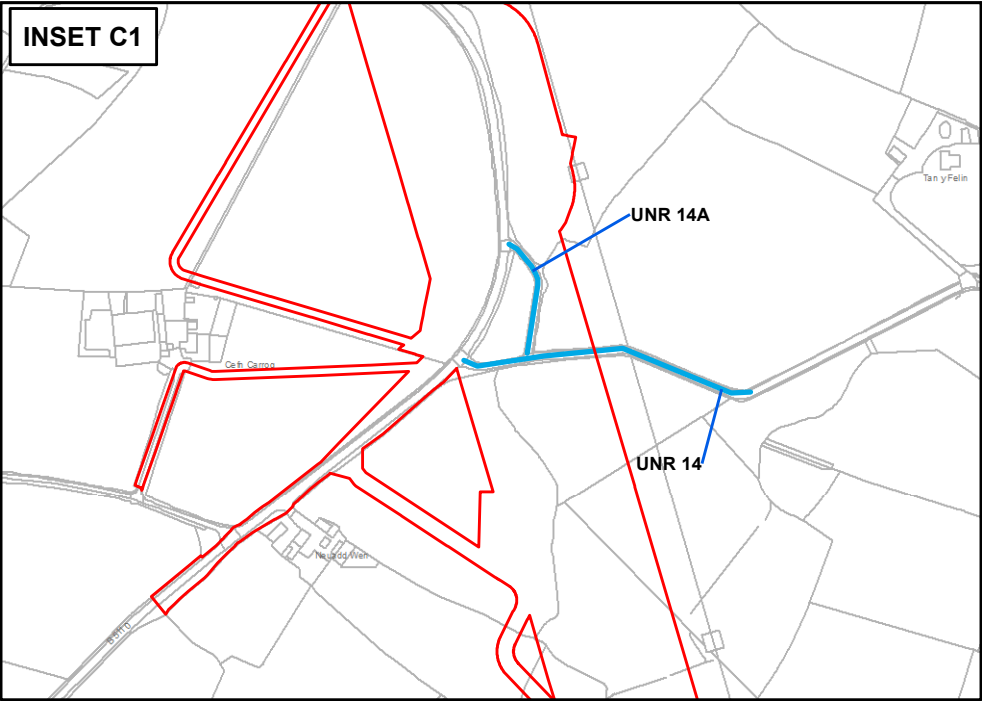 INSET C1
Tan y Felin
UNR 14A
Cefn Carrog
UNR 14
Neuadd Wen
B5110